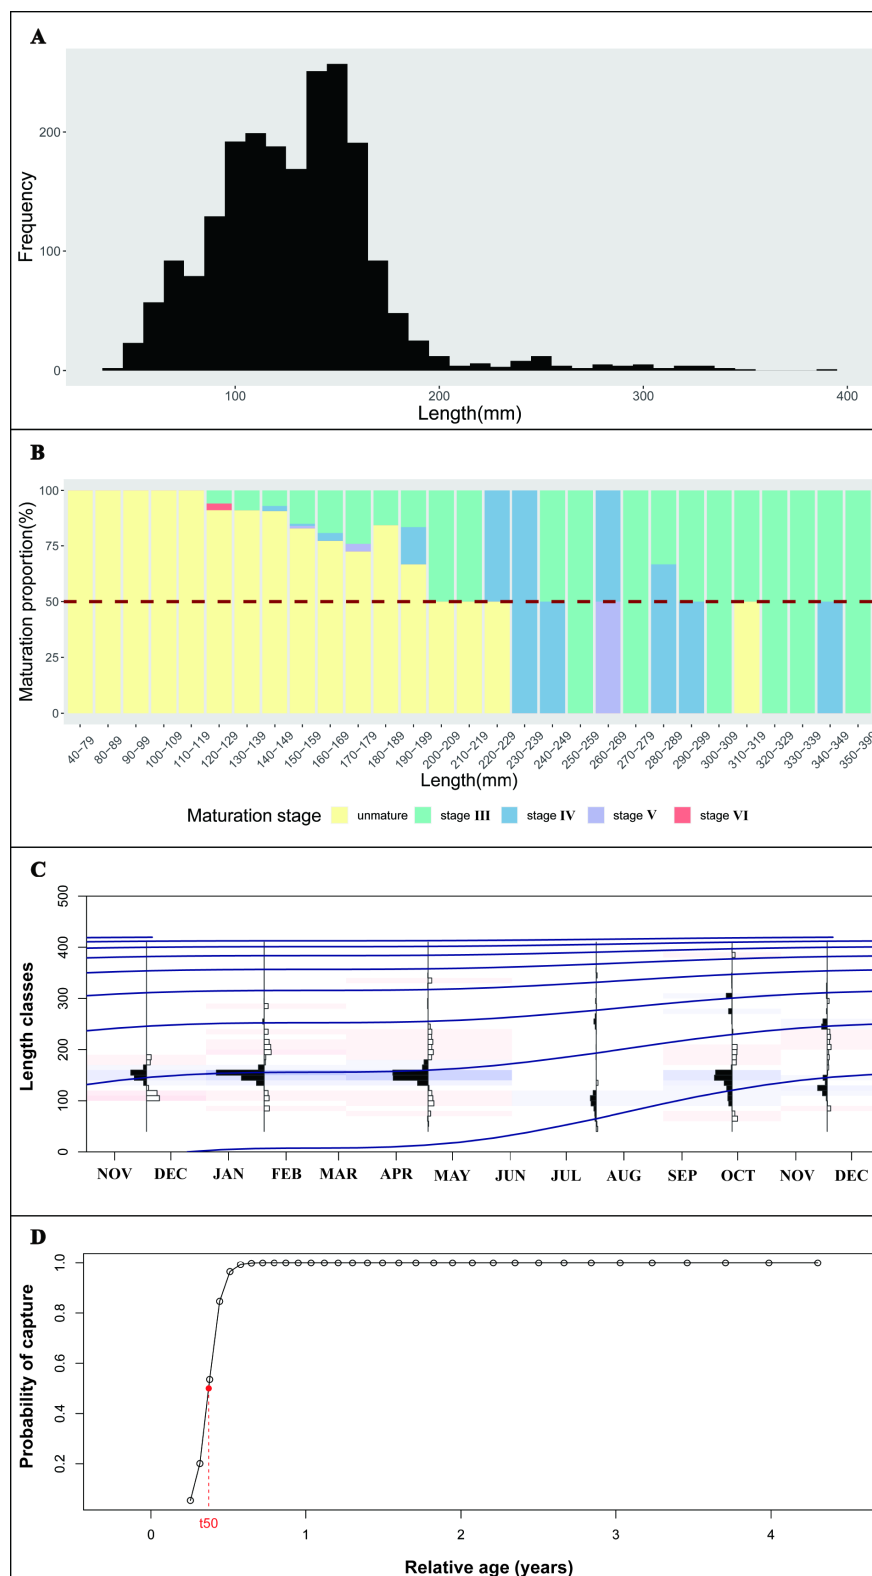 A
Frequency
200
100
0
100 200 300 400
Length(mm)
B
Maturation proportion(%)
100
75
50
25
0
40~79 80~89 90~99 100~109 110~119 120~129 130~139 140~149 150~159 160~169 170~179 180~189 190~199 200~209 210~219 220~229 230~239 240~249 250~259 260~269 270~279 280~289 290~299 300~309 310~319 320~329 330~339 340~349 350~39
Length(mm)
Maturation stage unmature stage III stage IV stage V stage VI
C
Length classes
500
400
300
200
100
0
NOV DEC JAN FEB MAR APR MAY JUN JUL AUG SEP OCT NOV DEC
D
Probability of capture
1.0
0.8
0.6
0.4
0.2
t50
0 1 2 3 4
Relative age (years)